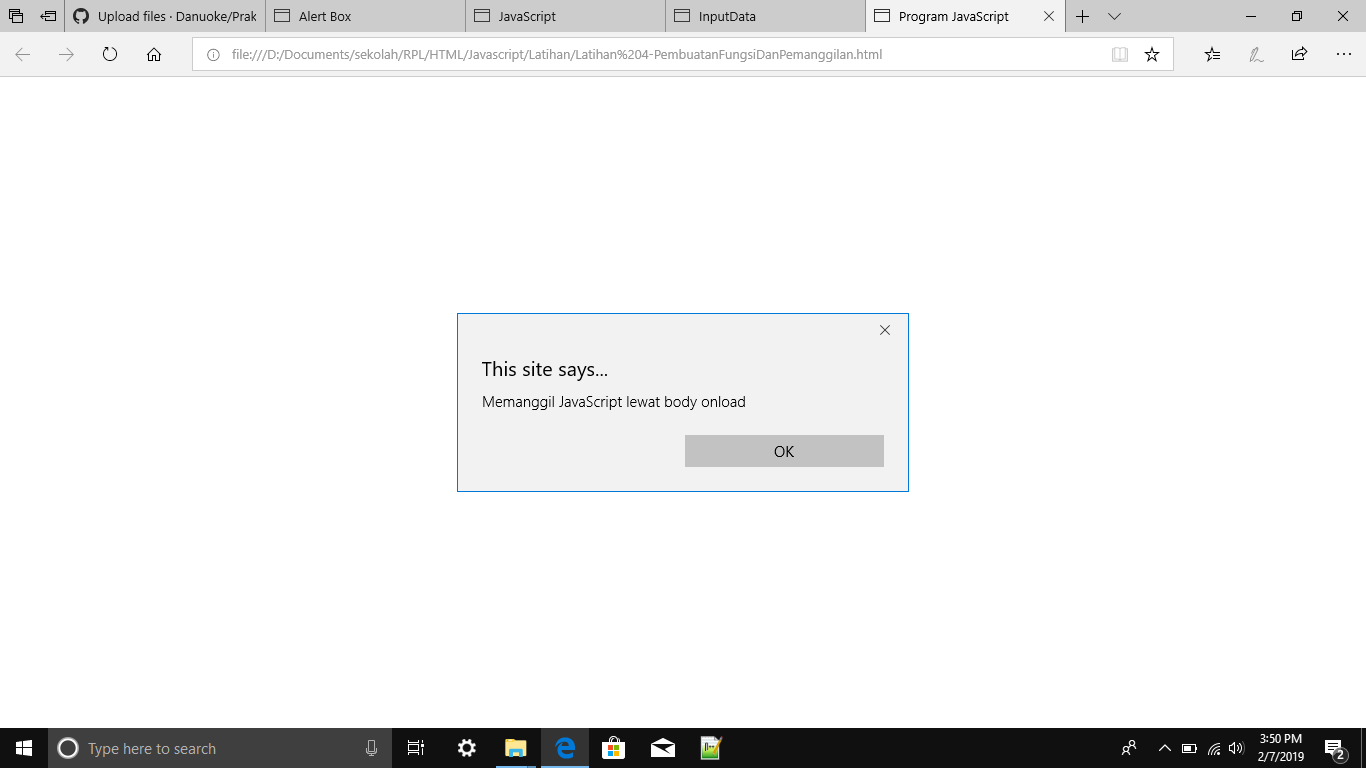 Upload files · Danuoke/Prak
Alert Box
JavaScript
InputData
Program JavaScript
file:///D:/Documents/sekolah/RPL/HTML/Javascript/Latihan/Latihan%204-PembuatanFungsiDanPemanggilan.html
This site says...
Memanggil JavaScript lewat body onload
OK
Type here to search
3:50 PM
2/7/2019
2